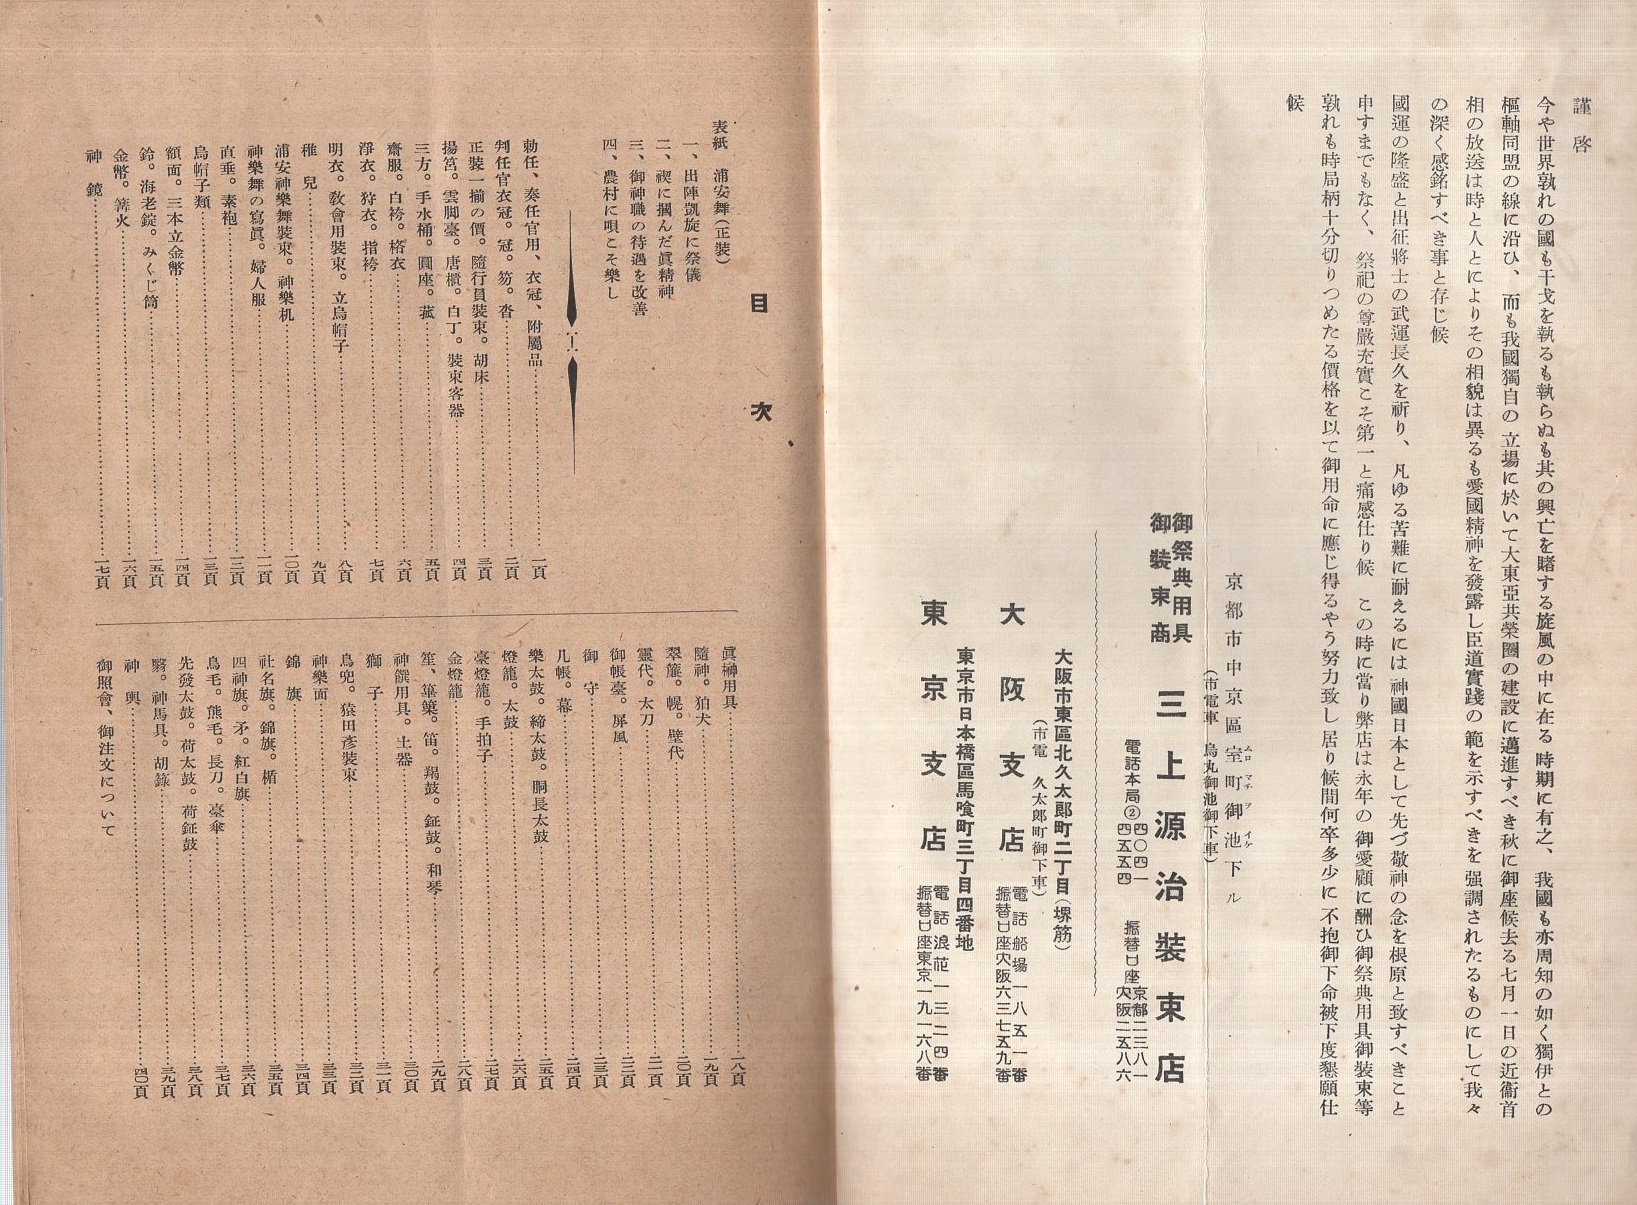 謹啓
今や世界孰れの國も干戈を執るも執らぬも其の興亡を賭する旋風の中に在る時期に有之、我國も亦周知の如く獨伊との
樞軸同盟の線に沿ひ、而も我國獨自の立場に於いて大東亞共榮圈の建設に邁進すべき秋に御座候去る七月一日の近衞首
相の放送は時と人とによりその相貌は異るも愛國精神を發露し臣道實踐の範を示すべきを强調されたるものにして我々
の深く感銘すべき事と存じ候
國運の隆盛と出征將士の武運長久を祈り、凡ゆる苦難に耐えるには神國日本として先づ敬神の念を根原と致すべきこと
申すまでもなく、祭祀の尊嚴充實こそ第一と痛感仕り候　この時に當り弊店は永年の御愛顧に酬ひ御祭典用具御裝束等
孰れも時局柄十分切りつめたる價格を以て御用命に應じ得るやう努力致し居り候間何卒多少に不抱御下命被下度懇願仕
候
京都市中京區室町御池下ル
ムロマチヲイケ
(市電車　烏丸御池御下車)
御祭典用具
御裝束商
三上源治裝束店
電話本局②四〇四一
四五五四
振替口座京都二三八一
大阪二五八六
大阪市東區北久太郞町二丁目(堺筋)
(市電　久太郞町御下車)
大阪支店
電話船場一八五一番
振替口座大阪六三七五九番
東京市日本橋區馬喰町三丁目四番地
東京支店
電話浪花一三二四番
振替口座東京一九一六八番
目次
表紙　浦安舞(正裝)
一、出陣凱旋に祭儀
二、禊に摑んだ眞精神
三、御神職の待遇を改善
四、農村に唄こそ樂し
勅任、奏任官用、衣冠、附屬品……一頁
判任官衣冠。冠。笏。沓……二頁
正裝一揃の價。隨行員裝束。胡床……三頁
揚筥。雲脚臺。唐櫃。白丁。裝束容器……四頁
三方。手水桶。圓座。菰……五頁
齋服。白袴。袴衣……六頁
淨衣。狩衣。指袴……七頁
明衣。敎會用裝束。立烏帽子……八頁
稚兒……九頁
浦安神樂舞裝束。神樂机……一〇頁
神樂舞の寫眞。婦人服……一一頁
直垂。素袍……一二頁
烏帽子類……一三頁
額面。三本立金幣……一四頁
鈴。海老錠。みくじ筒……一五頁
金幣。篝火……一六頁
神鏡……一七頁
眞榊用具……一八頁
隨神。狛犬……一九頁
翠簾。幌。壁代……二〇頁
靈代。太刀……二一頁
御帳臺。屏風……二二頁
御守……二三頁
几帳。幕……二四頁
樂太鼓。締太鼓。胴長太鼓……二五頁
燈籠。太鼓……二六頁
臺燈籠。手拍子……二七頁
金燈籠……二八頁
笙、篳篥。笛。羯鼓。鉦鼓。和琴……二九頁
神饌用具。土器……三〇頁
獅子……三一頁
鳥兜。猿田彥裝束……三二頁
神樂面……三三頁
錦旗……三四頁
社名旗。錦旗。楯……三五頁
四神旗。矛。紅白旗……三六頁
鳥毛。熊毛。長刀。臺傘……三七頁
先發太鼓。荷太鼓。荷鉦鼓……三八頁
翳。神馬具。胡籙……三九頁
神輿……四〇頁
御照會、御注文について